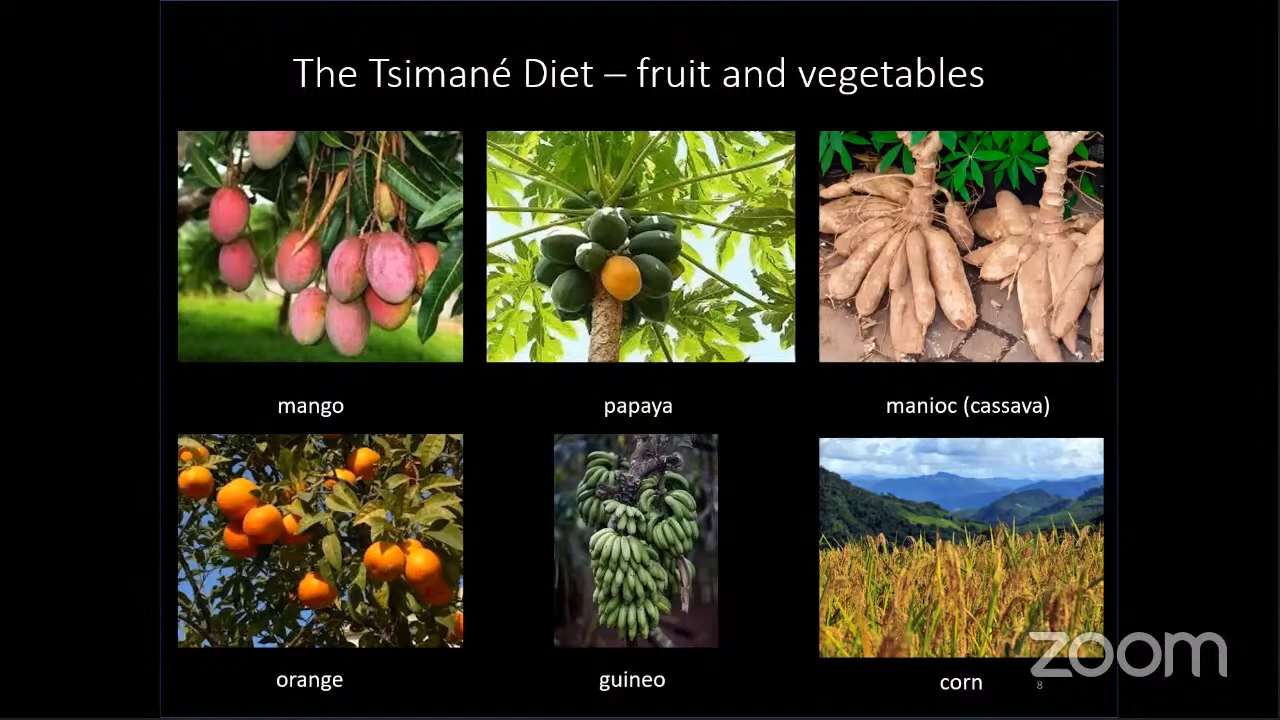 The Tsimané Diet – fruit and vegetables
mango
papaya
manioc (cassava)
orange
guineo
corn
8
zoom